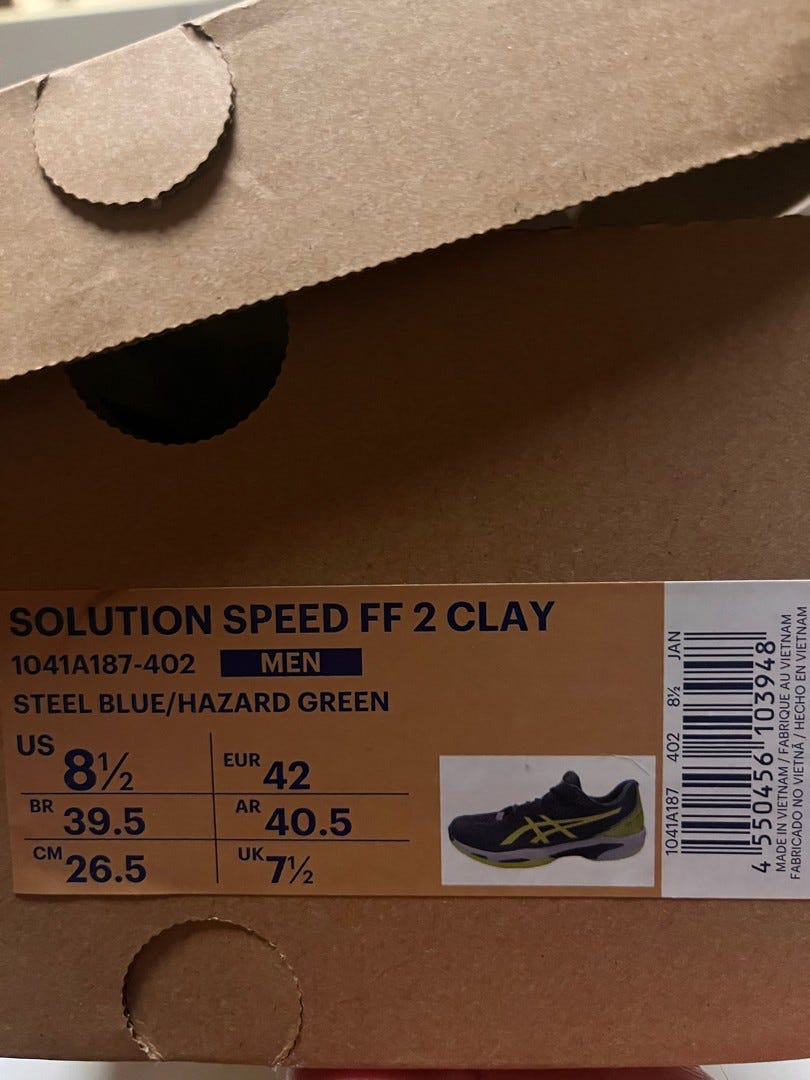 SOLUTION SPEED FF 2 CLAY
1041A187-402 MEN
STEEL BLUE/HAZARD GREEN
US 8½ EUR 42
BR 39.5 AR 40.5
CM 26.5 UK 7½
1041A187 402 8½ JAN
4 550456 103948
MADE IN VIETNAM / FABRIQUE AU VIETNAM
FABRICADO NO VIETNÃ / HECHO EN VIETNAM